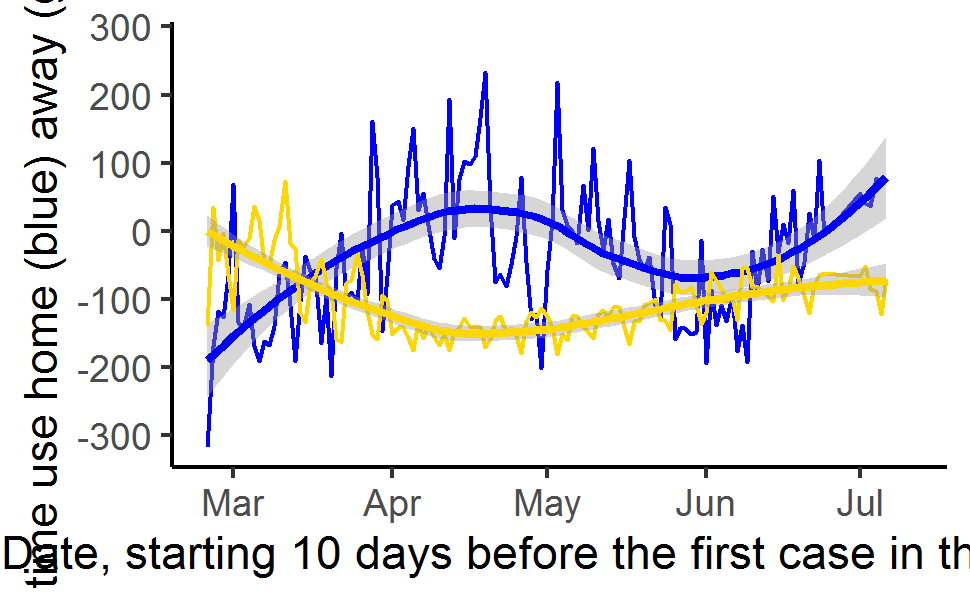 300
200
100
0
-100
-200
-300
time use home (blue) away (
Mar Apr May Jun Jul
Date, starting 10 days before the first case in th